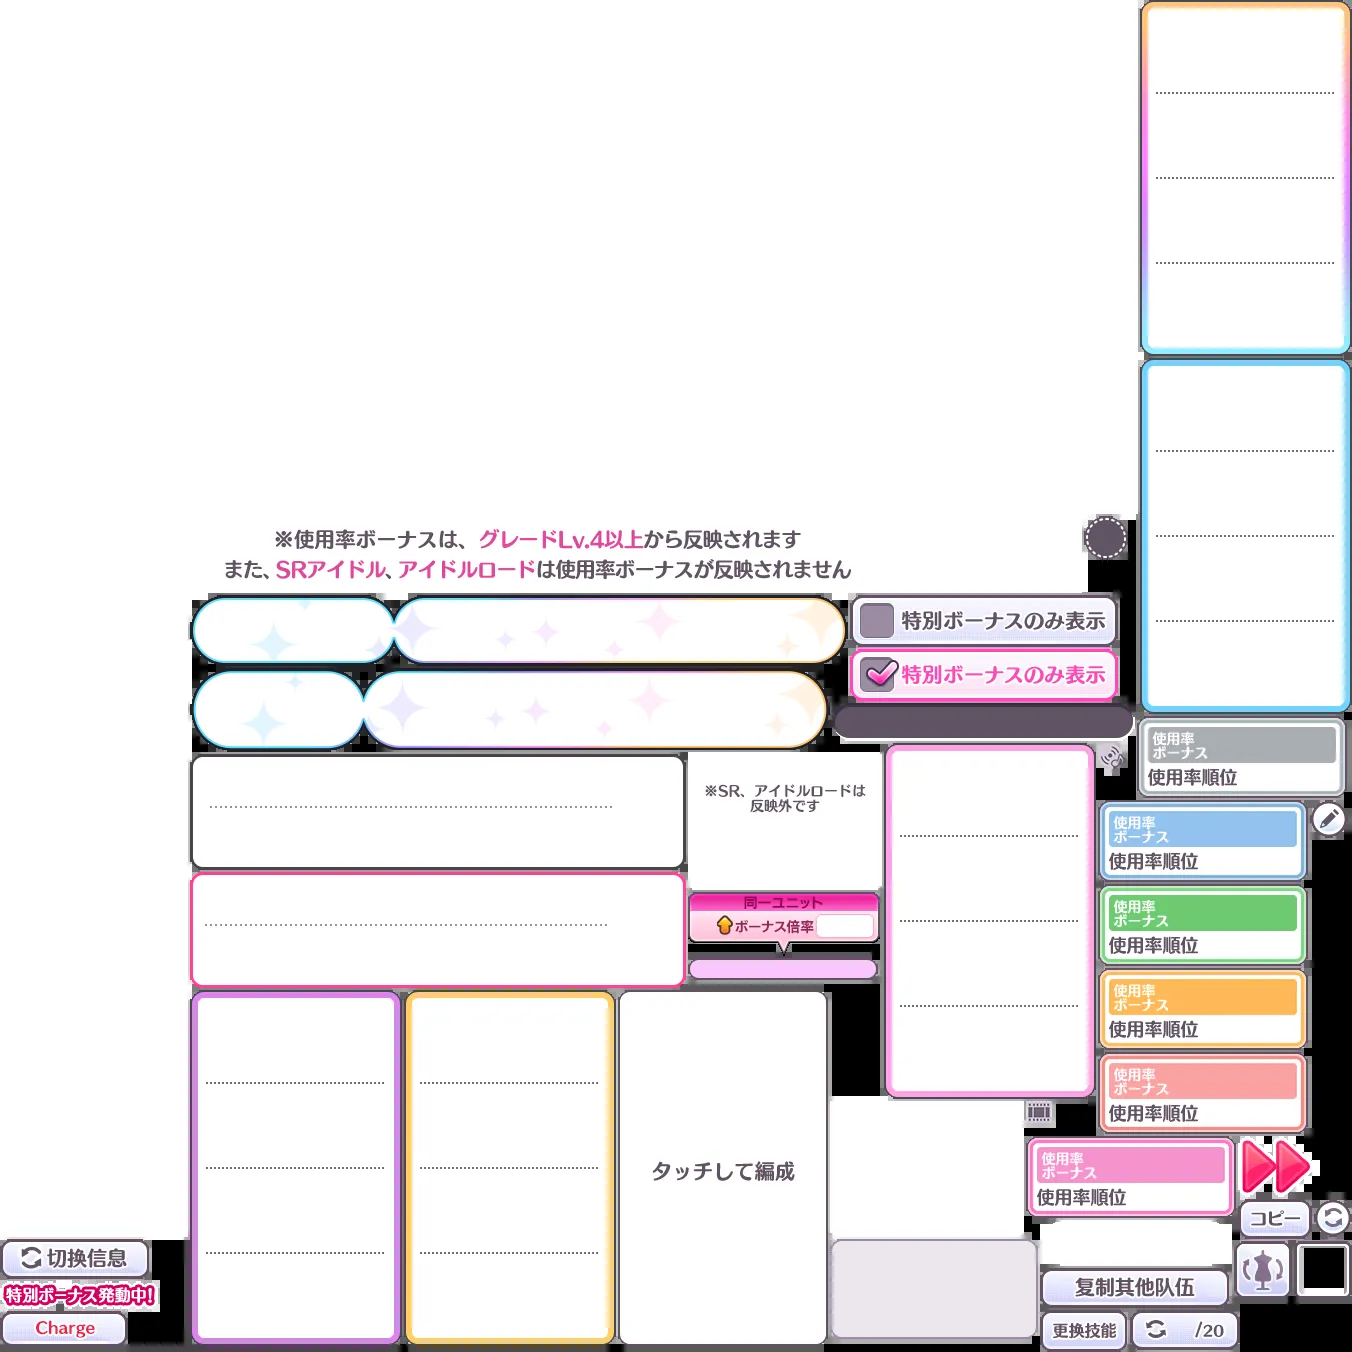 ※使用率ボーナスは、グレードLv.4以上から反映されます
また、SRアイドル、アイドルロードは使用率ボーナスが反映されません
特別ボーナスのみ表示
特別ボーナスのみ表示
使用率
ボーナス
使用率順位
※SR、アイドルロードは
反映外です
使用率
ボーナス
使用率順位
同一ユニット
ボーナス倍率
使用率
ボーナス
使用率順位
使用率
ボーナス
使用率順位
使用率
ボーナス
使用率順位
タッチして編成
使用率
ボーナス
使用率順位
コピー
切换信息
复制其他队伍
特別ボーナス発動中!
Charge
更换技能
/20